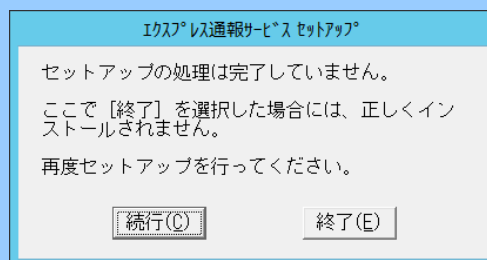 ｴｸｽﾌﾟﾚｽ通報ｻｰﾋﾞｽ ｾｯﾄｱｯﾌﾟ
セットアップの処理は完了していません。
ここで［終了］を選択した場合には、正しくイン
ストールされません。
再度セットアップを行ってください。
続行(C)
終了(E)